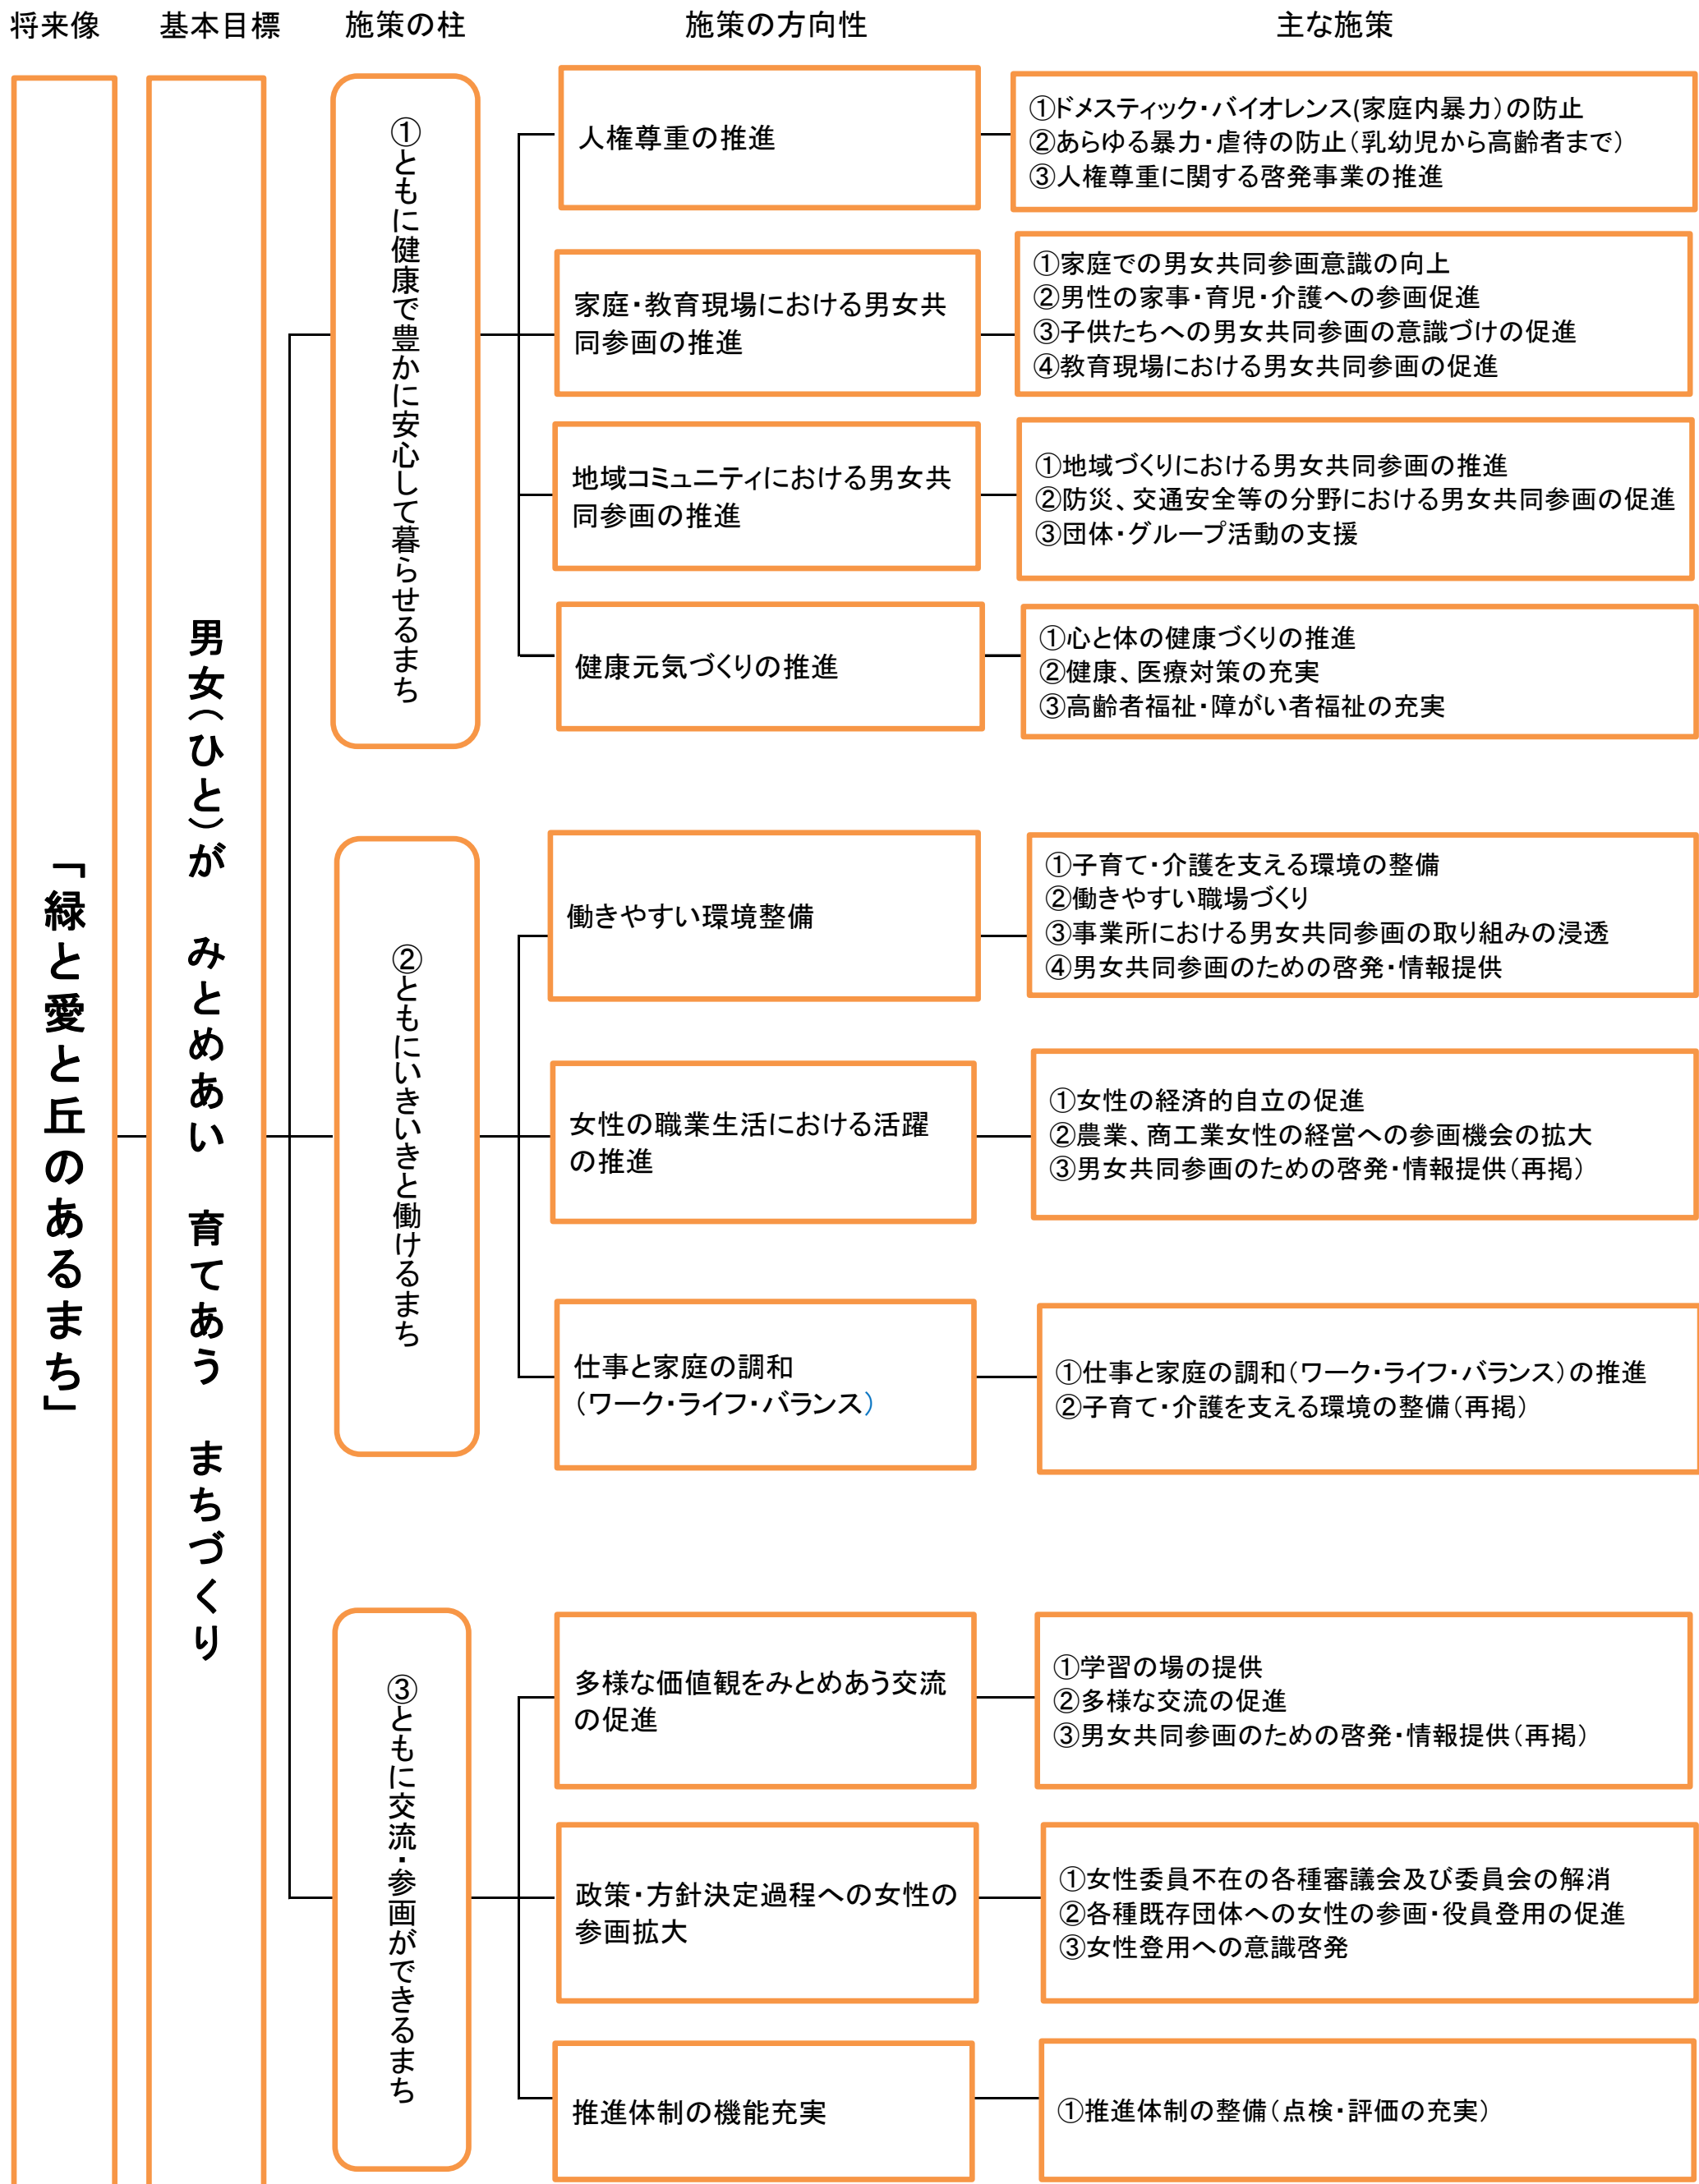 将来像
基本目標
施策の柱
施策の方向性
主な施策
「緑と愛と丘のあるまち」
男女（ひと）が　みとめあい　育てあう　まちづくり
①ともに健康で豊かに安心して暮らせるまち
人権尊重の推進
①ドメスティック・バイオレンス(家庭内暴力)の防止
②あらゆる暴力・虐待の防止（乳幼児から高齢者まで）
③人権尊重に関する啓発事業の推進
家庭・教育現場における男女共
同参画の推進
①家庭での男女共同参画意識の向上
②男性の家事・育児・介護への参画促進
③子供たちへの男女共同参画の意識づけの促進
④教育現場における男女共同参画の促進
地域コミュニティにおける男女共
同参画の推進
①地域づくりにおける男女共同参画の推進
②防災、交通安全等の分野における男女共同参画の促進
③団体・グループ活動の支援
健康元気づくりの推進
①心と体の健康づくりの推進
②健康、医療対策の充実
③高齢者福祉・障がい者福祉の充実
②ともにいきいきと働けるまち
働きやすい環境整備
①子育て・介護を支える環境の整備
②働きやすい職場づくり
③事業所における男女共同参画の取り組みの浸透
④男女共同参画のための啓発・情報提供
女性の職業生活における活躍
の推進
①女性の経済的自立の促進
②農業、商工業女性の経営への参画機会の拡大
③男女共同参画のための啓発・情報提供（再掲）
仕事と家庭の調和
（ワーク・ライフ・バランス）
①仕事と家庭の調和（ワーク・ライフ・バランス）の推進
②子育て・介護を支える環境の整備（再掲）
③ともに交流・参画ができるまち
多様な価値観をみとめあう交流
の促進
①学習の場の提供
②多様な交流の促進
③男女共同参画のための啓発・情報提供（再掲）
政策・方針決定過程への女性の
参画拡大
①女性委員不在の各種審議会及び委員会の解消
②各種既存団体への女性の参画・役員登用の促進
③女性登用への意識啓発
推進体制の機能充実
①推進体制の整備（点検・評価の充実）